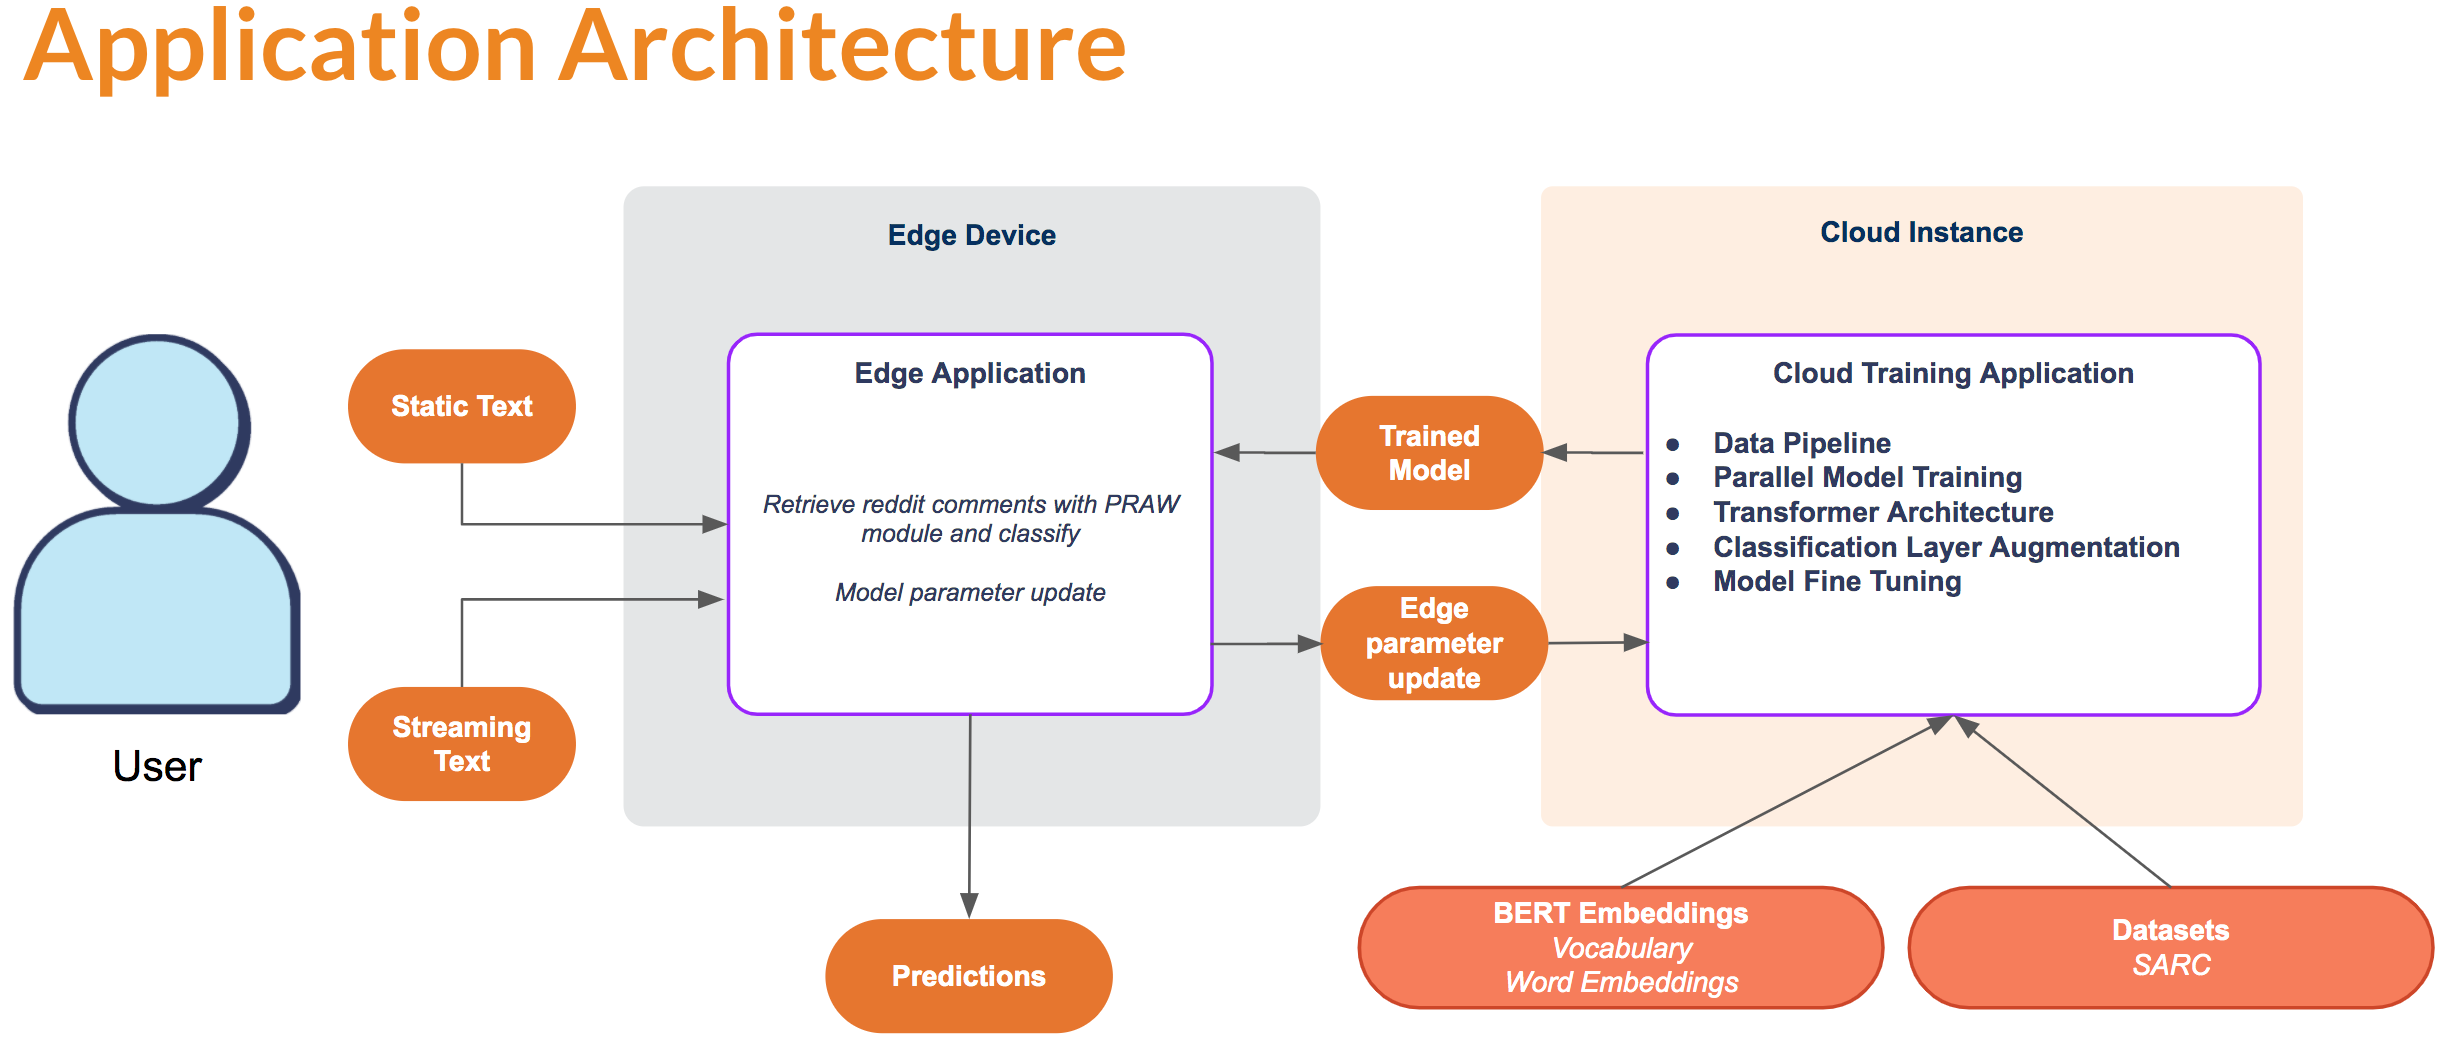 Application Architecture
User
Static Text
Streaming
Text
Edge Device
Edge Application
Retrieve reddit comments with PRAW
module and classify
Model parameter update
Predictions
Trained
Model
Edge
parameter
update
Cloud Instance
Cloud Training Application
● Data Pipeline
● Parallel Model Training
● Transformer Architecture
● Classification Layer Augmentation
● Model Fine Tuning
BERT Embeddings
Vocabulary
Word Embeddings
Datasets
SARC